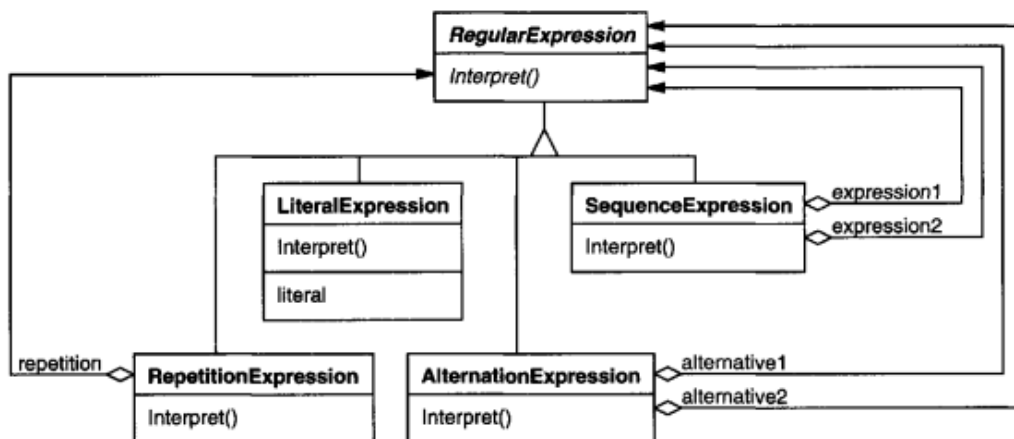 RegularExpression
Interpret()
LiteralExpression
Interpret()
literal
SequenceExpression
Interpret()
expression1
expression2
repetition
RepetitionExpression
Interpret()
AlternationExpression
Interpret()
alternative1
alternative2